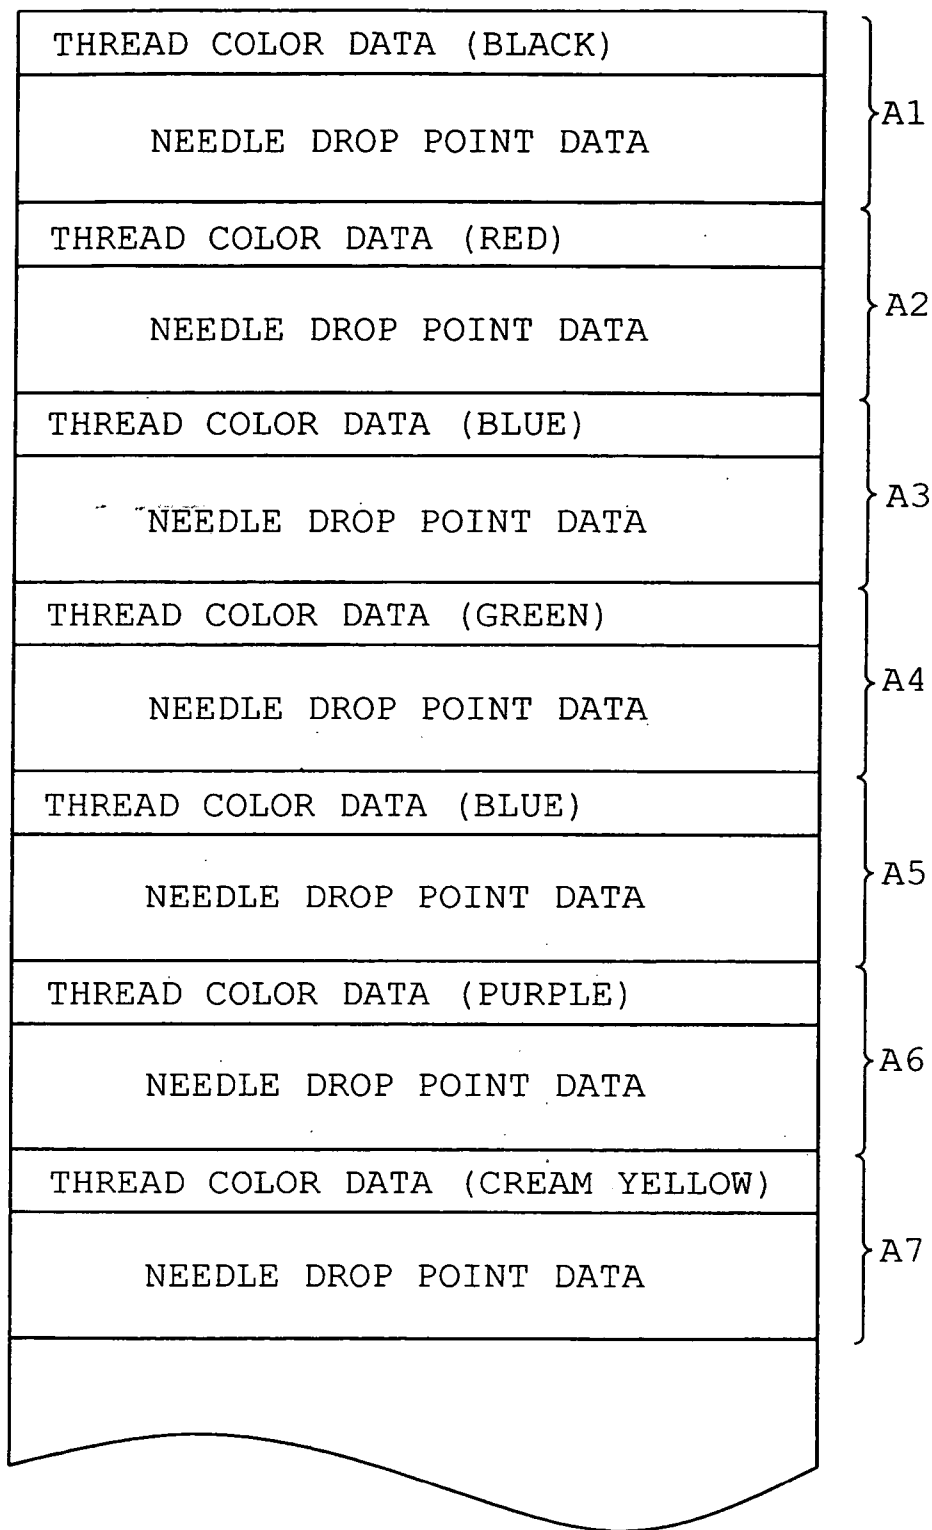 THREAD COLOR DATA (BLACK)
NEEDLE DROP POINT DATA
A1
THREAD COLOR DATA (RED)
NEEDLE DROP POINT DATA
A2
THREAD COLOR DATA (BLUE)
NEEDLE DROP POINT DATA
A3
THREAD COLOR DATA (GREEN)
NEEDLE DROP POINT DATA
A4
THREAD COLOR DATA (BLUE)
NEEDLE DROP POINT DATA
A5
THREAD COLOR DATA (PURPLE)
NEEDLE DROP POINT DATA
A6
THREAD COLOR DATA (CREAM YELLOW)
NEEDLE DROP POINT DATA
A7